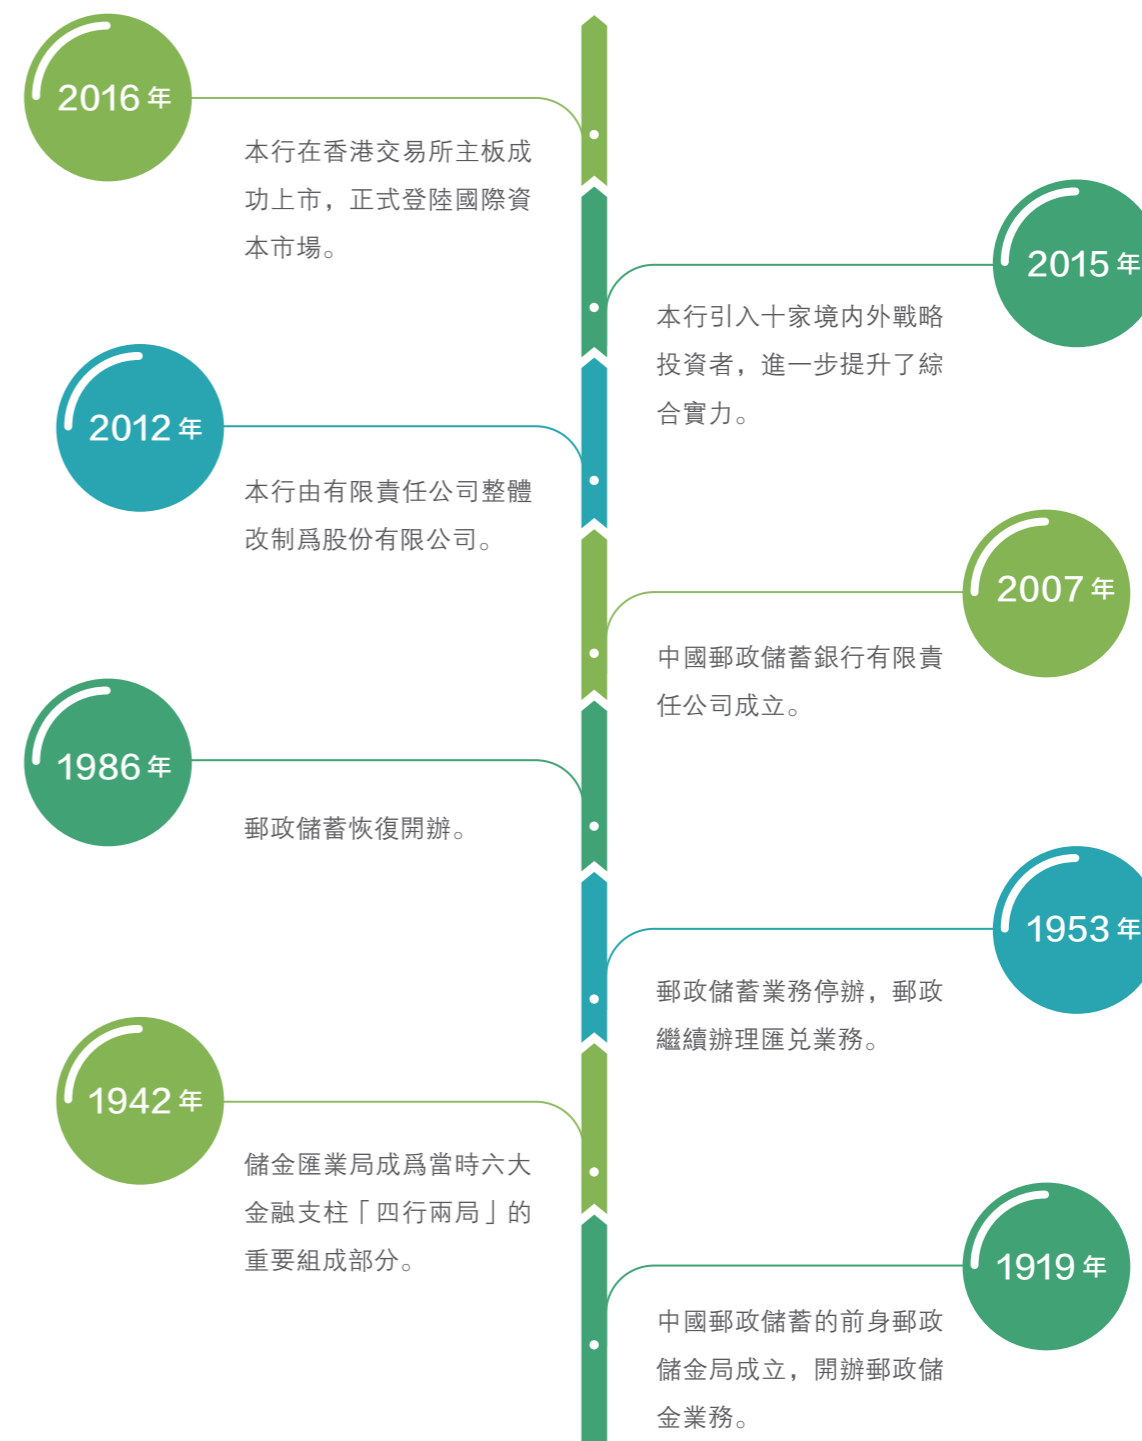 2016 年
本行在香港交易所主板成
功上市，正式登陸國際資
本市場。
2015 年
本行引入十家境内外戰略
投資者，進一步提升了綜
合實力。
2012 年
本行由有限責任公司整體
改制爲股份有限公司。
2007 年
中國郵政儲蓄銀行有限責
任公司成立。
1986 年
郵政儲蓄恢復開辦。
1953 年
郵政儲蓄業務停辦，郵政
繼續辦理匯兑業務。
1942 年
儲金匯業局成爲當時六大
金融支柱「四行兩局」的
重要組成部分。
1919 年
中國郵政儲蓄的前身郵政
儲金局成立，開辦郵政儲
金業務。